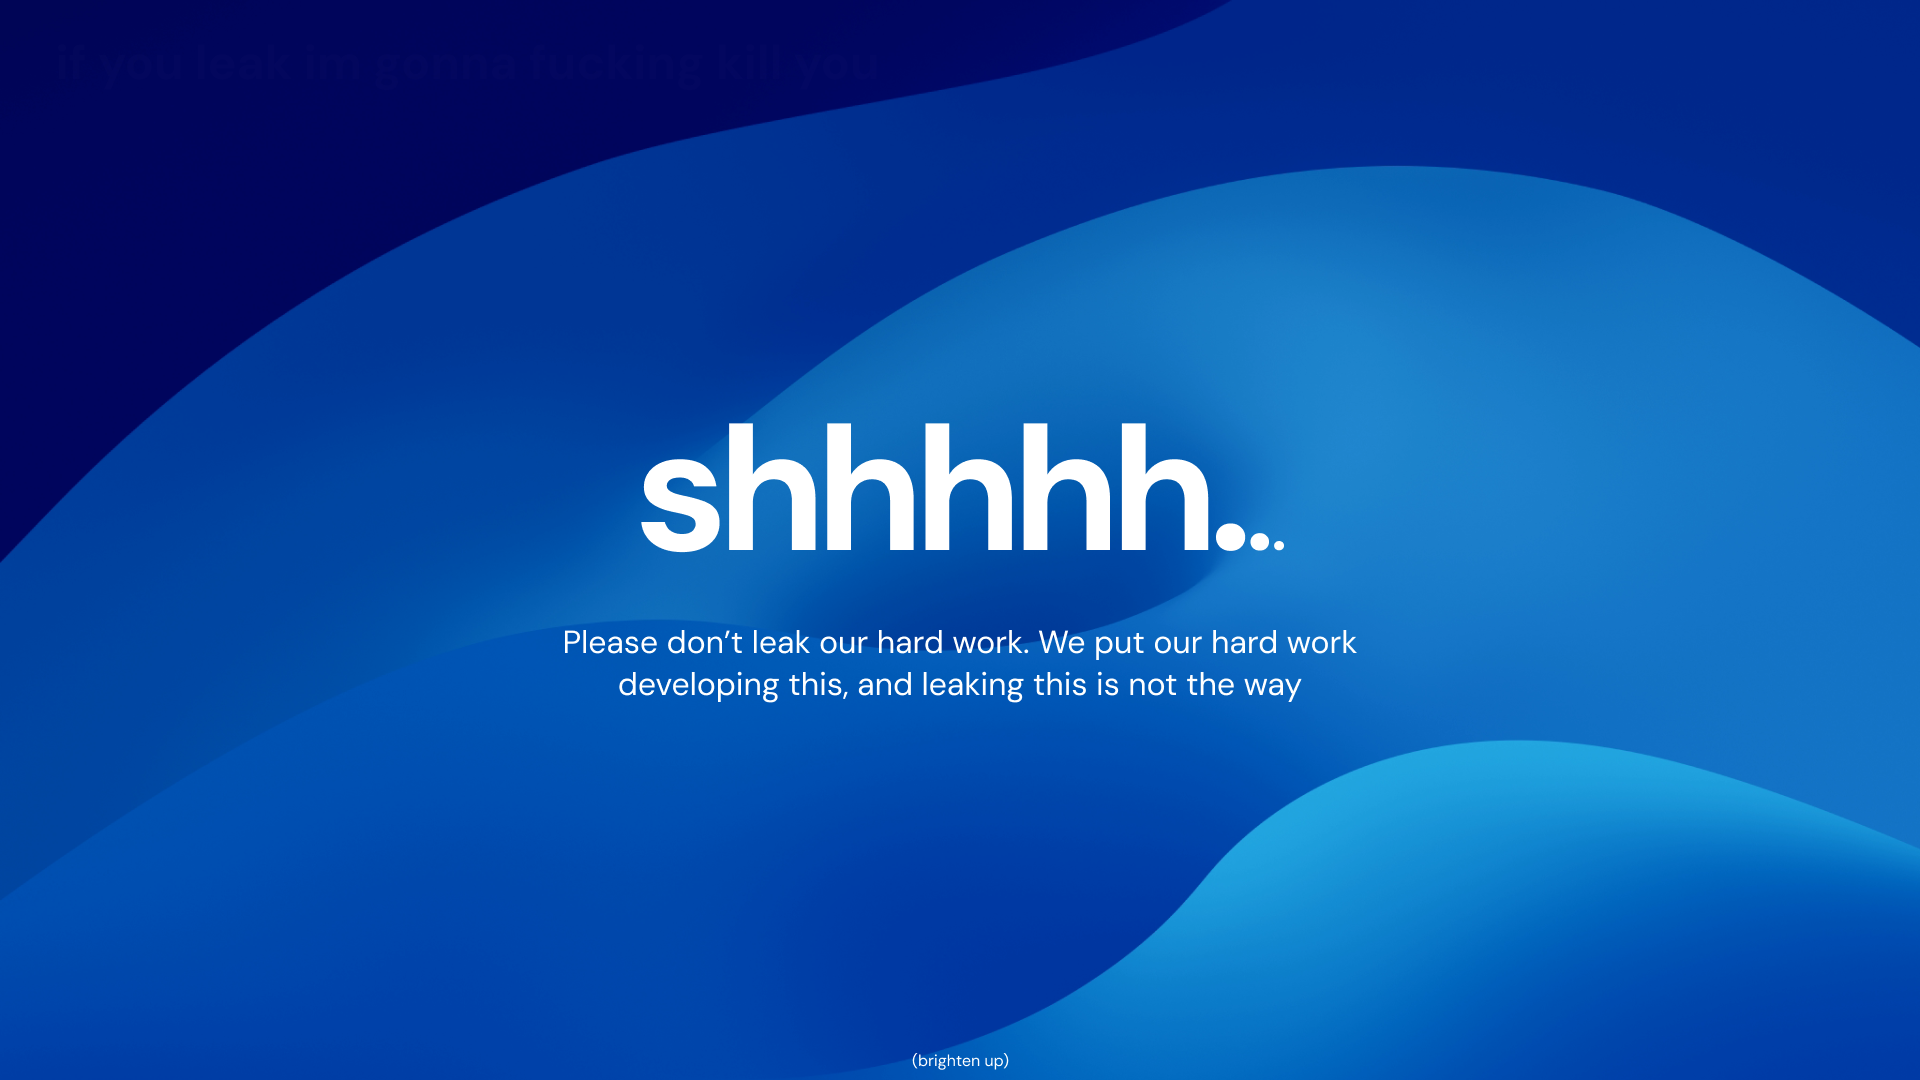 if you leak im gonna fucking kill you
shhhhh...
Please don’t leak our hard work. We put our hard work
developing this, and leaking this is not the way
(brighten up)